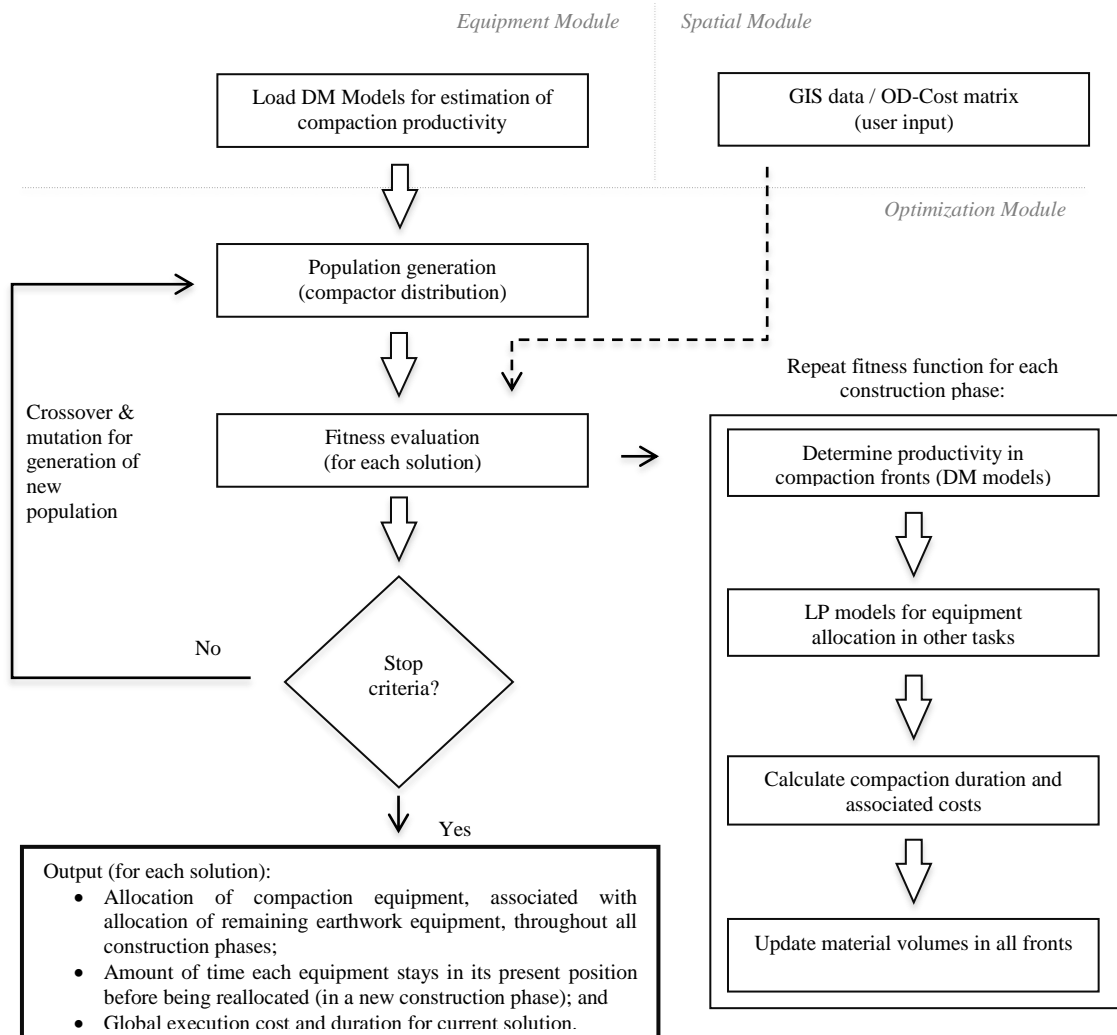 Equipment Module
Spatial Module
Load DM Models for estimation of
compaction productivity
GIS data / OD-Cost matrix
(user input)
Optimization Module
Population generation
(compactor distribution)
Repeat fitness function for each
construction phase:
Crossover &
mutation for
generation of
new
population
Fitness evaluation
(for each solution)
Determine productivity in
compaction fronts (DM models)
LP models for equipment
allocation in other tasks
No
Stop
criteria?
Calculate compaction duration and
associated costs
Yes
Update material volumes in all fronts
Output (for each solution):
• Allocation of compaction equipment, associated with
allocation of remaining earthwork equipment, throughout all
construction phases;
• Amount of time each equipment stays in its present position
before being reallocated (in a new construction phase); and
• Global execution cost and duration for current solution.